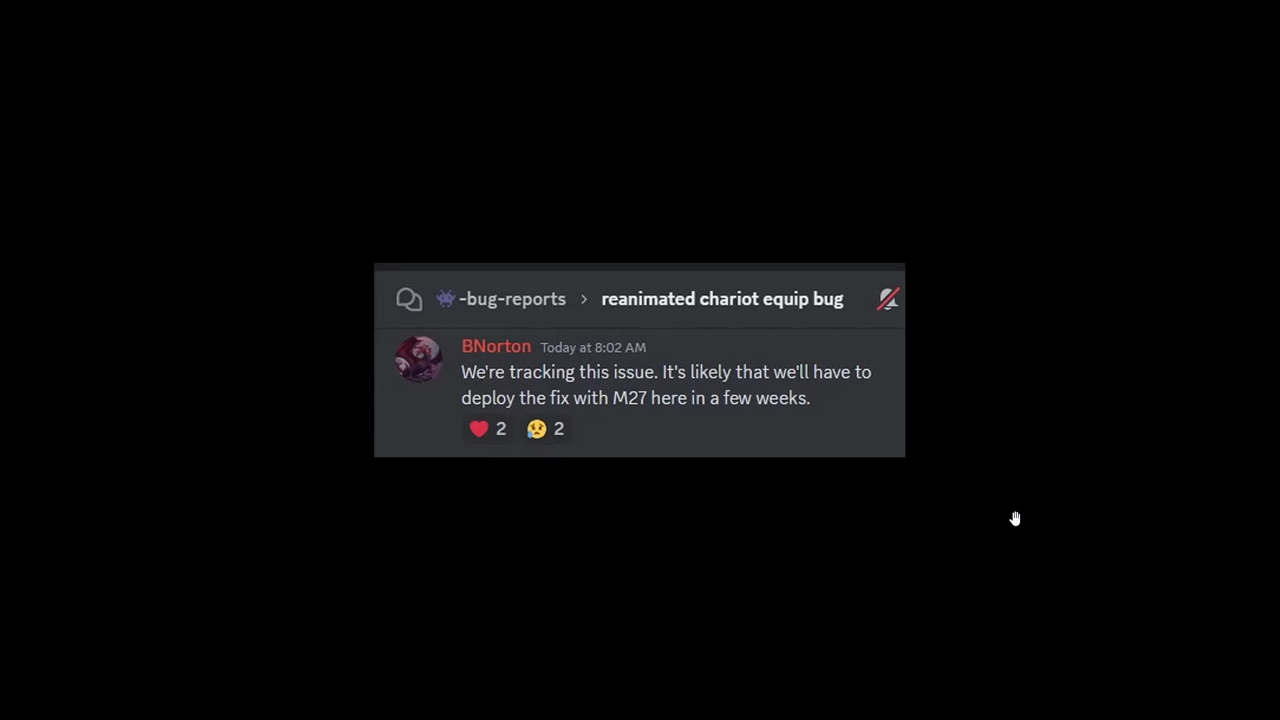 -bug-reports › reanimated chariot equip bug
BNorton Today at 8:02 AM
We're tracking this issue. It's likely that we'll have to
deploy the fix with M27 here in a few weeks.
❤️ 2 😥 2